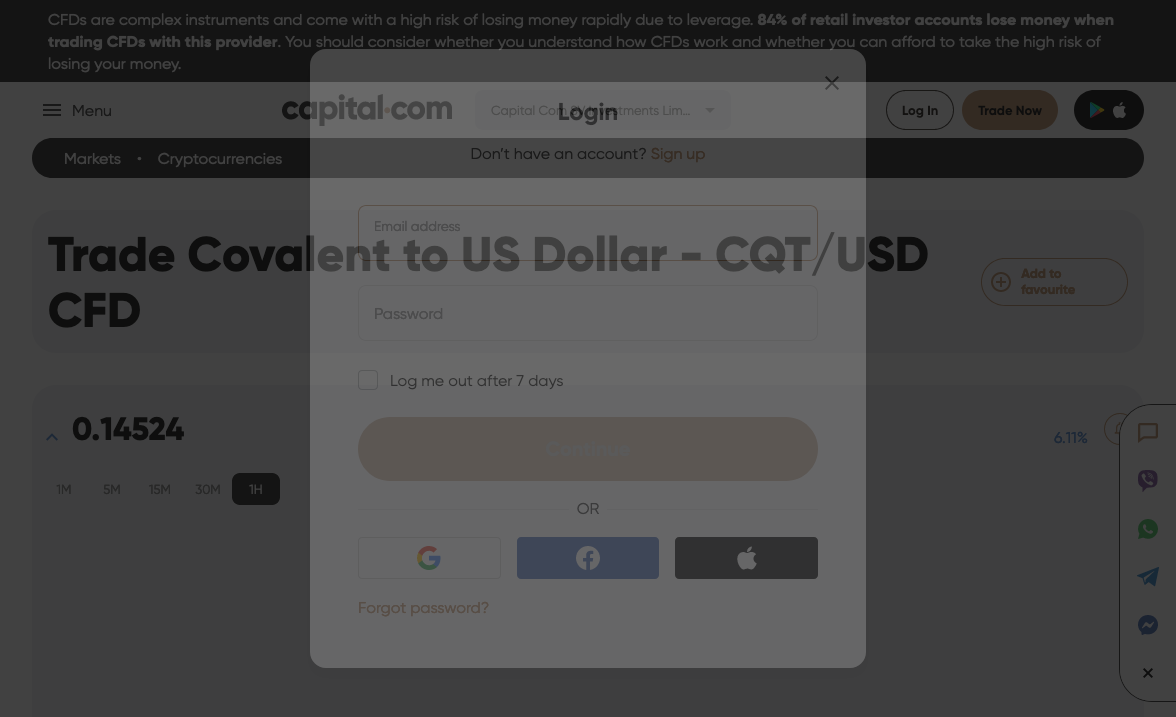 CFDs are complex instruments and come with a high risk of losing money rapidly due to leverage. 84% of retail investor accounts lose money when
trading CFDs with this provider. You should consider whether you understand how CFDs work and whether you can afford to take the high risk of
losing your money.
Menu
capital.com
Capital Com SV Investments Lim...
Log In
Trade Now
Login
Markets • Cryptocurrencies
Don't have an account? Sign up
Email address
Trade Covalent to US Dollar - CQT/USD
CFD
Add to
favourite
Password
Log me out after 7 days
0.14524
6.11%
Continue
1M 5M 15M 30M 1H
OR
Forgot password?